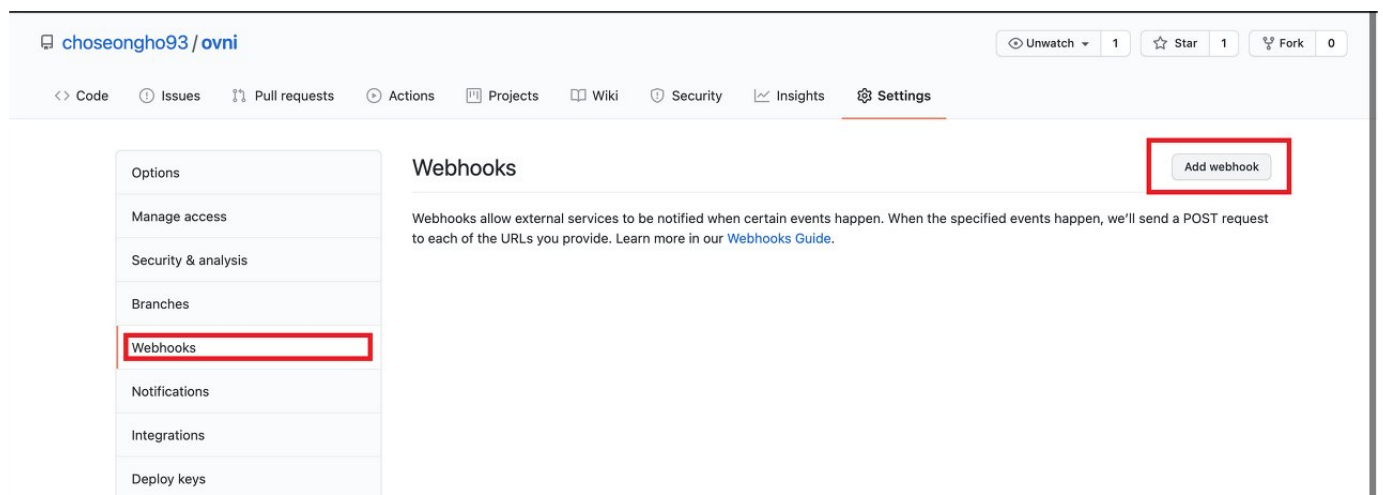 choseongho93 / ovni
Unwatch 1 Star 1 Fork 0
Code Issues Pull requests Actions Projects Wiki Security Insights Settings
Options
Manage access
Security & analysis
Branches
Webhooks
Notifications
Integrations
Deploy keys
Webhooks
Add webhook
Webhooks allow external services to be notified when certain events happen. When the specified events happen, we'll send a POST request
to each of the URLs you provide. Learn more in our Webhooks Guide.